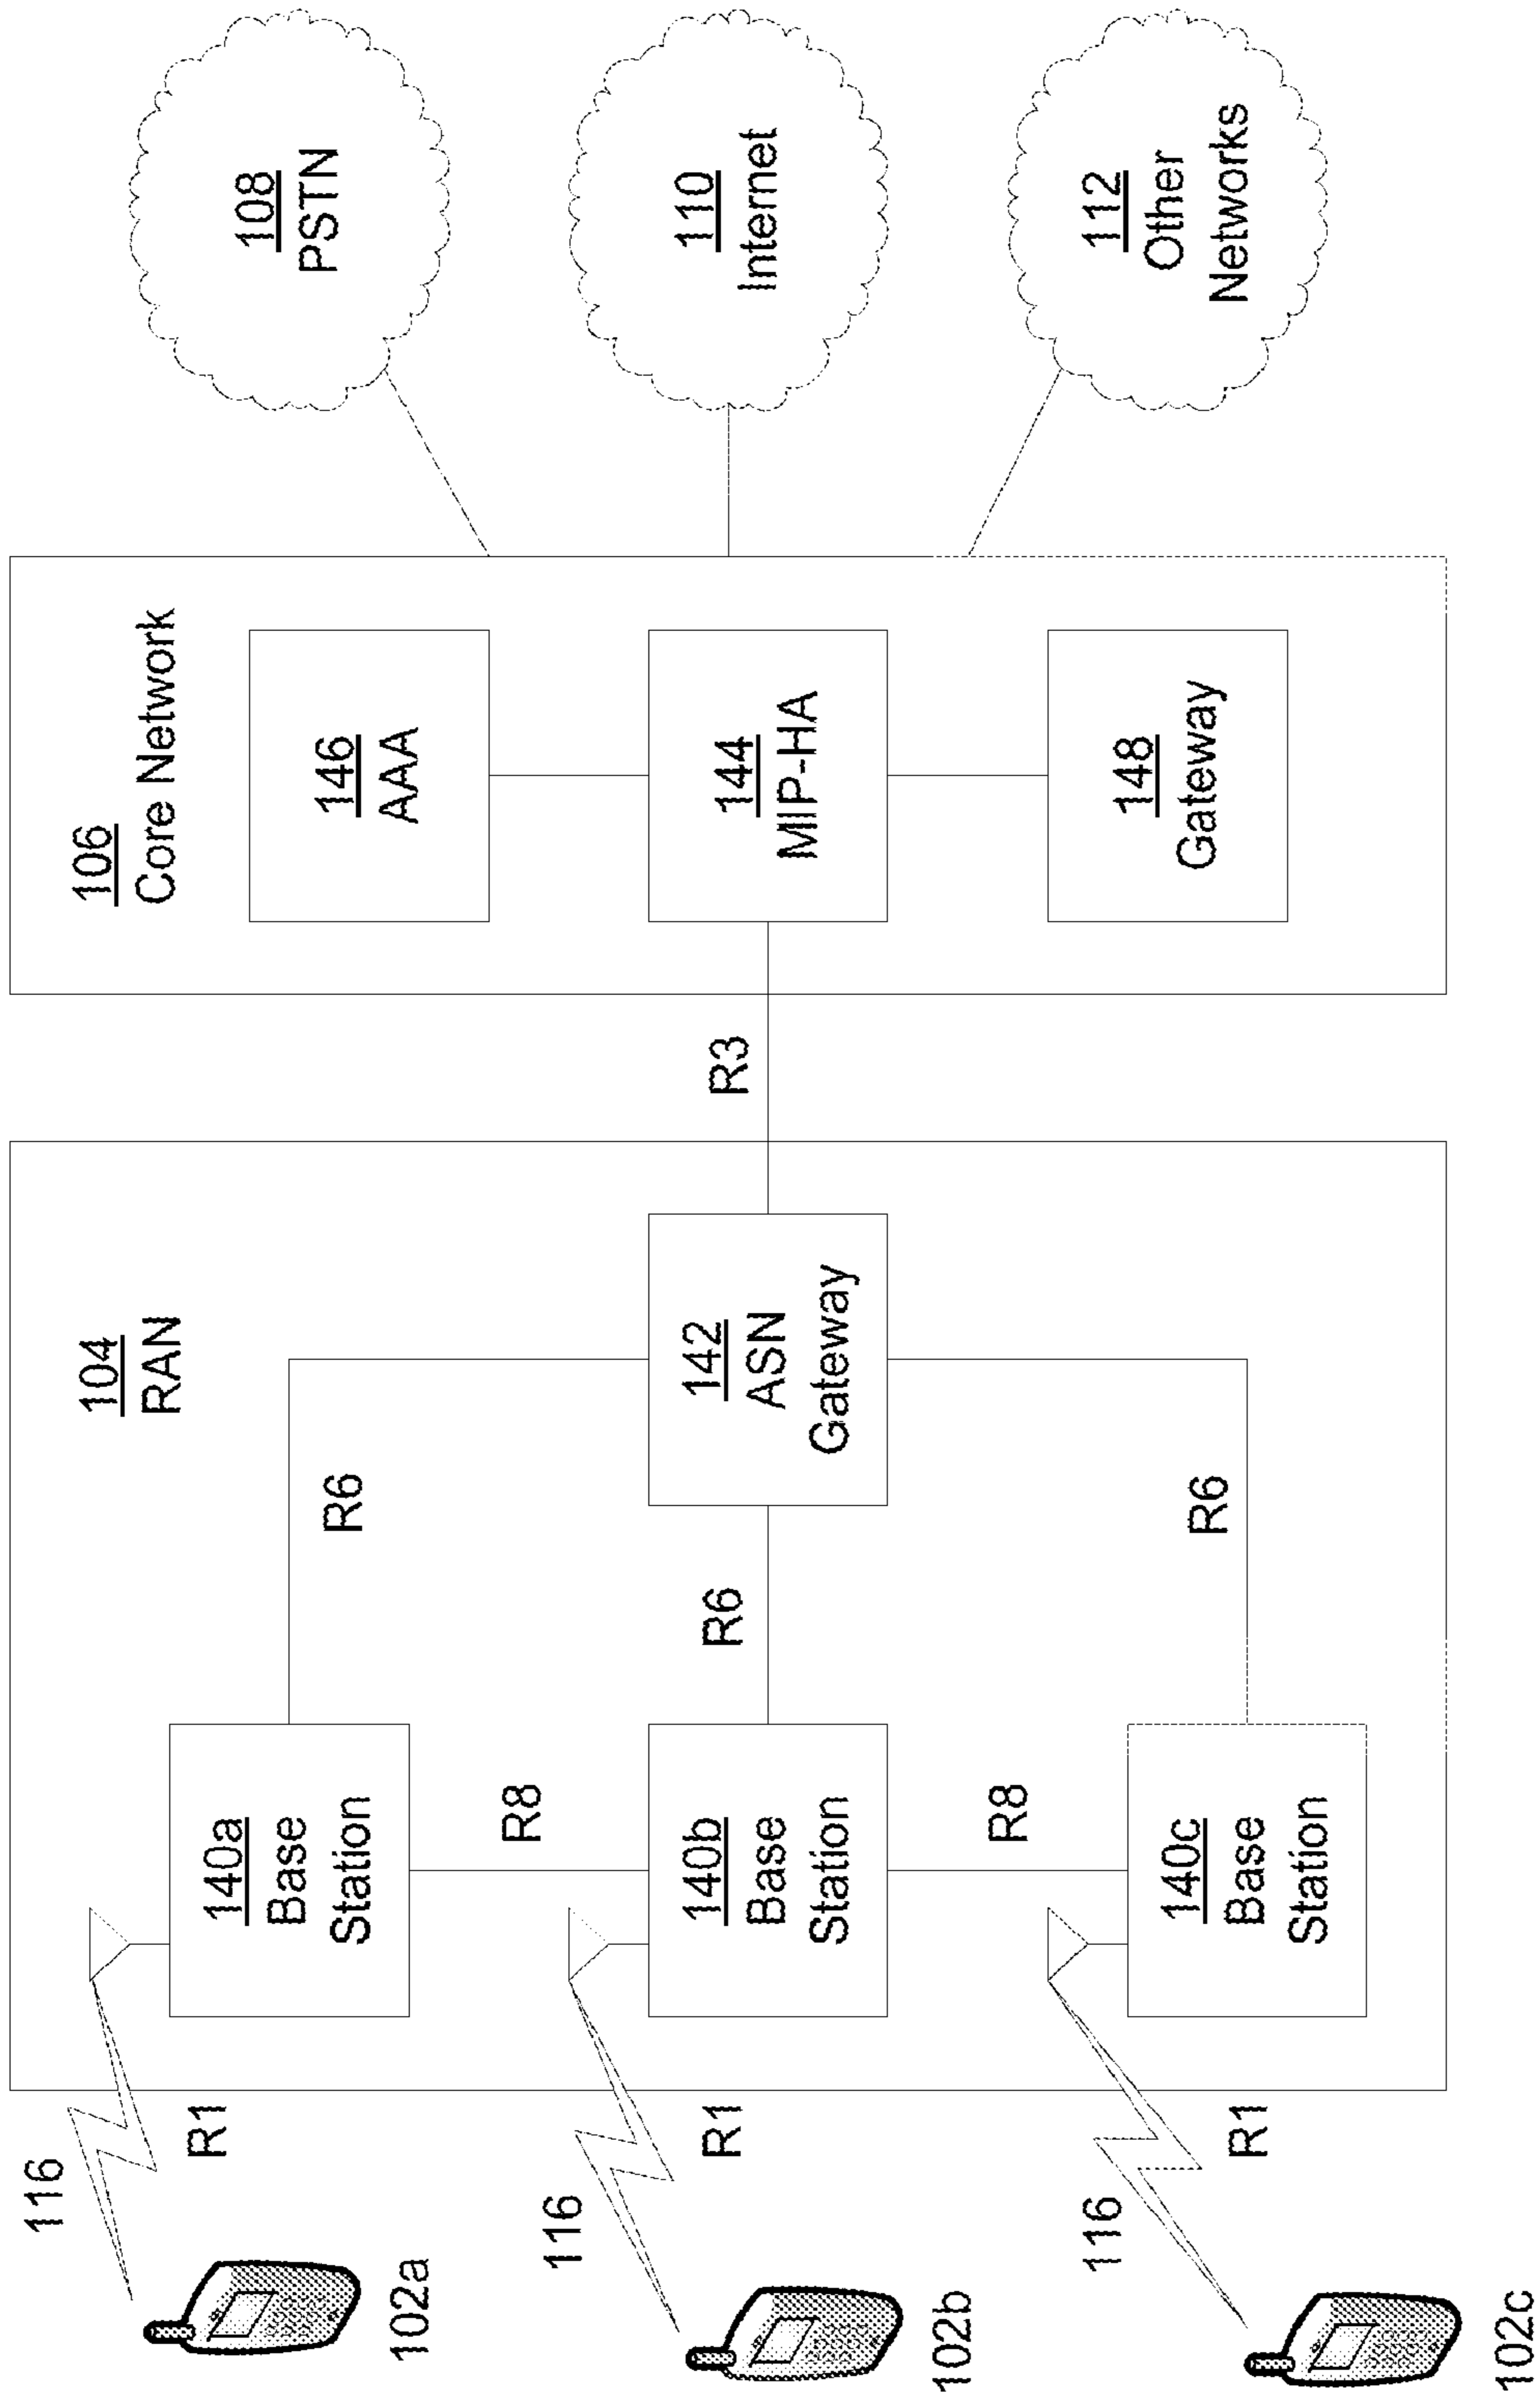 116
R1
102a
116
R1
102b
116
R1
102c
104
RAN
140a
Base
Station
R8
140b
Base
Station
R8
140c
Base
Station
R6
R6
R6
142
ASN
Gateway
R3
106
Core Network
146
AAA
144
MIP-HA
148
Gateway
108
PSTN
110
Internet
112
Other
Networks